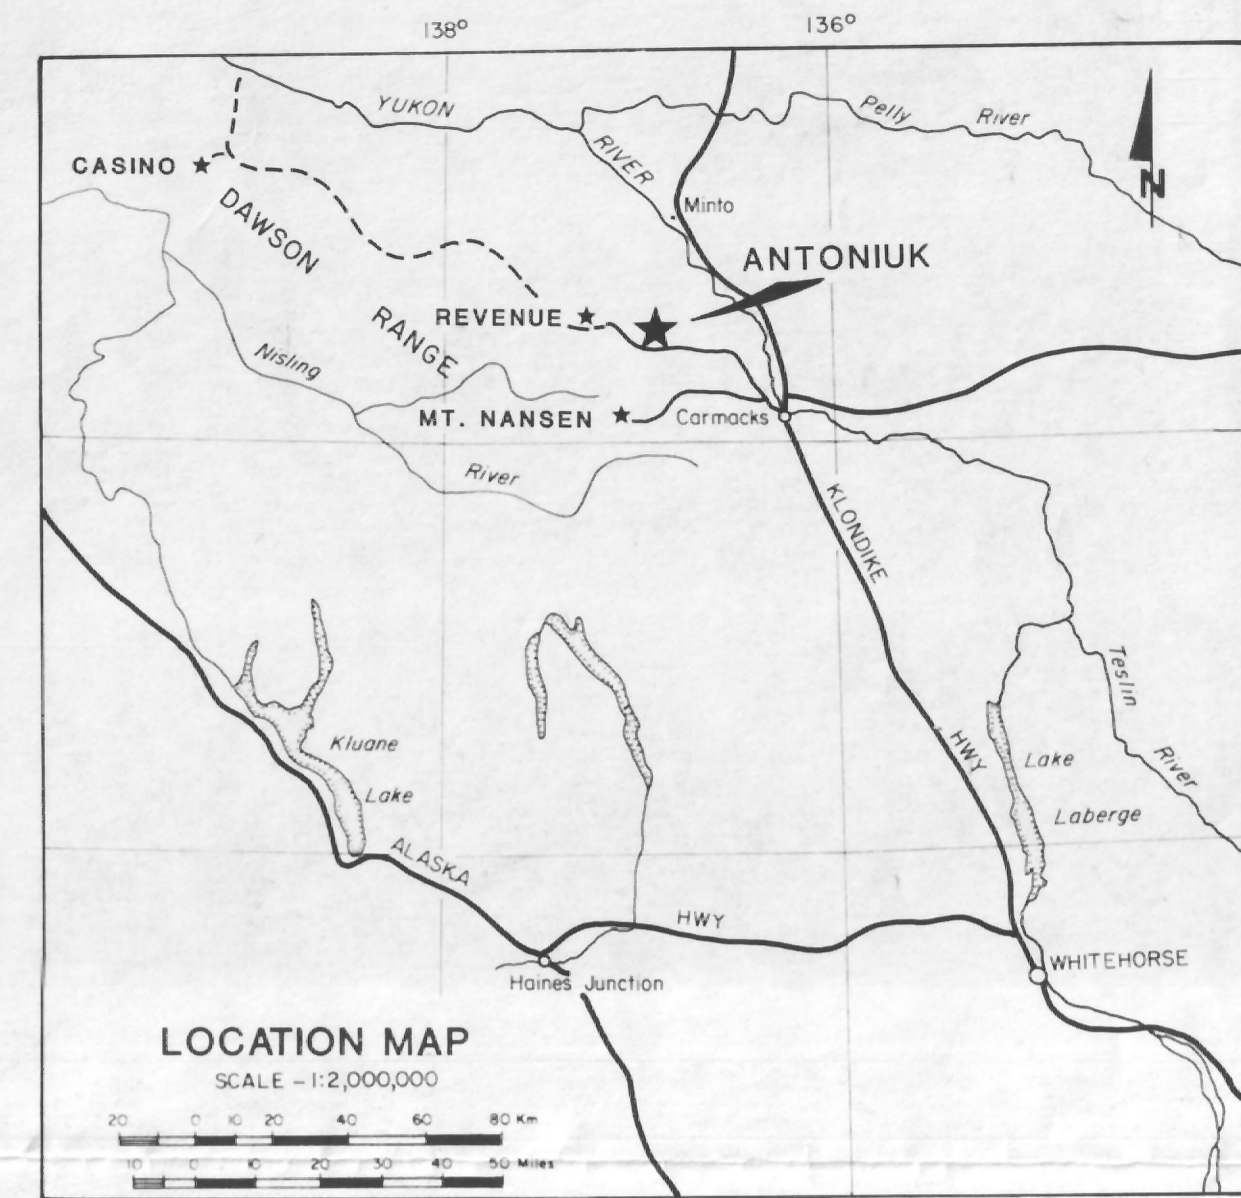 138° 136°
YUKON
RIVER
Pelly River
CASINO
N
DAWSON
RANGE
Minto
ANTONIUK
REVENUE
Nisling
River
MT. NANSEN
Carmacks
KLONDIKE
HWY
Teslin
River
Kluane
Lake
Lake
Laberge
ALASKA
HWY
WHITEHORSE
Haines Junction
LOCATION MAP
SCALE - 1:2,000,000
20 0 10 20 40 60 80 Km
10 0 10 20 30 40 50 Miles